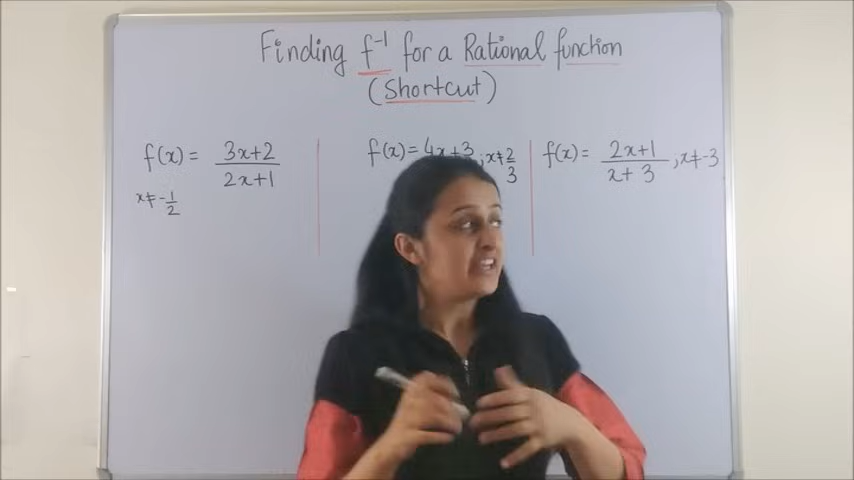 Finding f⁻¹ for a Rational function
(Shortcut)
f(x) = 3x+2
2x+1
x ≠ -1
2
f(x) = 4x+3 ; x ≠ 2
3
f(x) = 2x+1 ; x ≠ -3
x+3